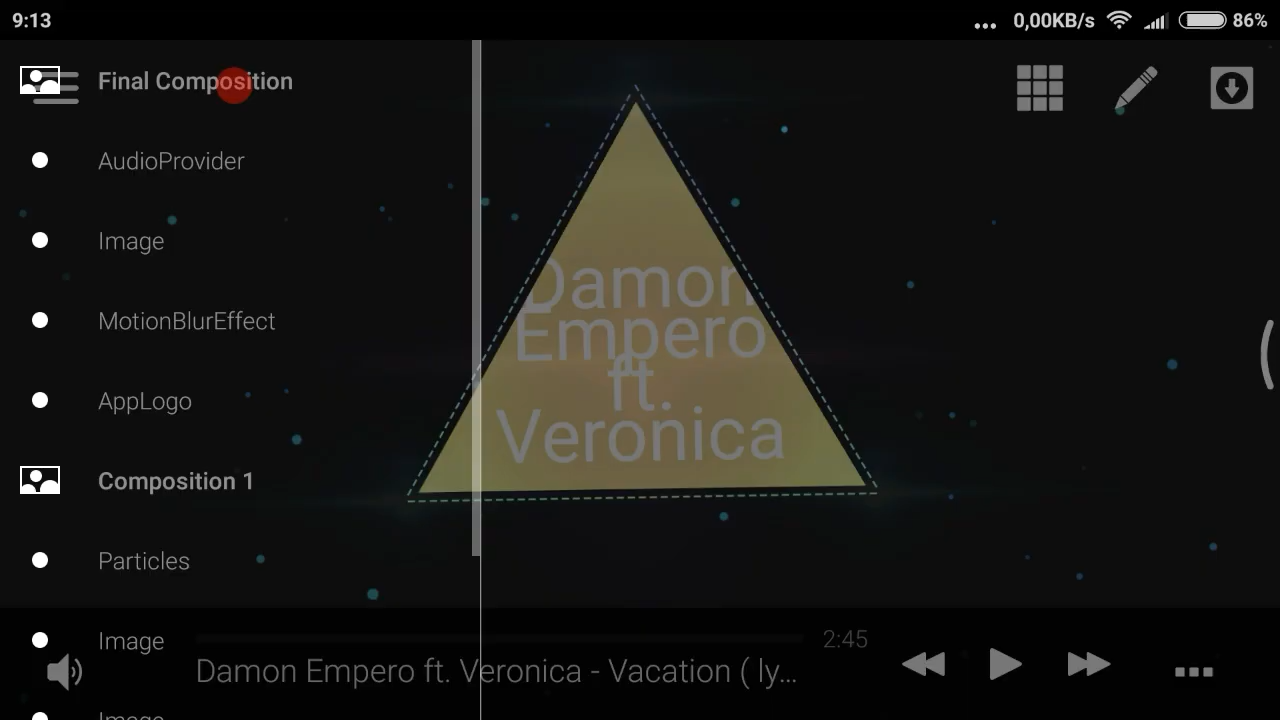 9:13
... 0,00KB/s 86%
Final Composition
AudioProvider
Image
MotionBlurEffect
AppLogo
Composition 1
Particles
Image
Image
Damon
Empero
ft.
Veronica
2:45
Damon Empero ft. Veronica - Vacation ( ly...